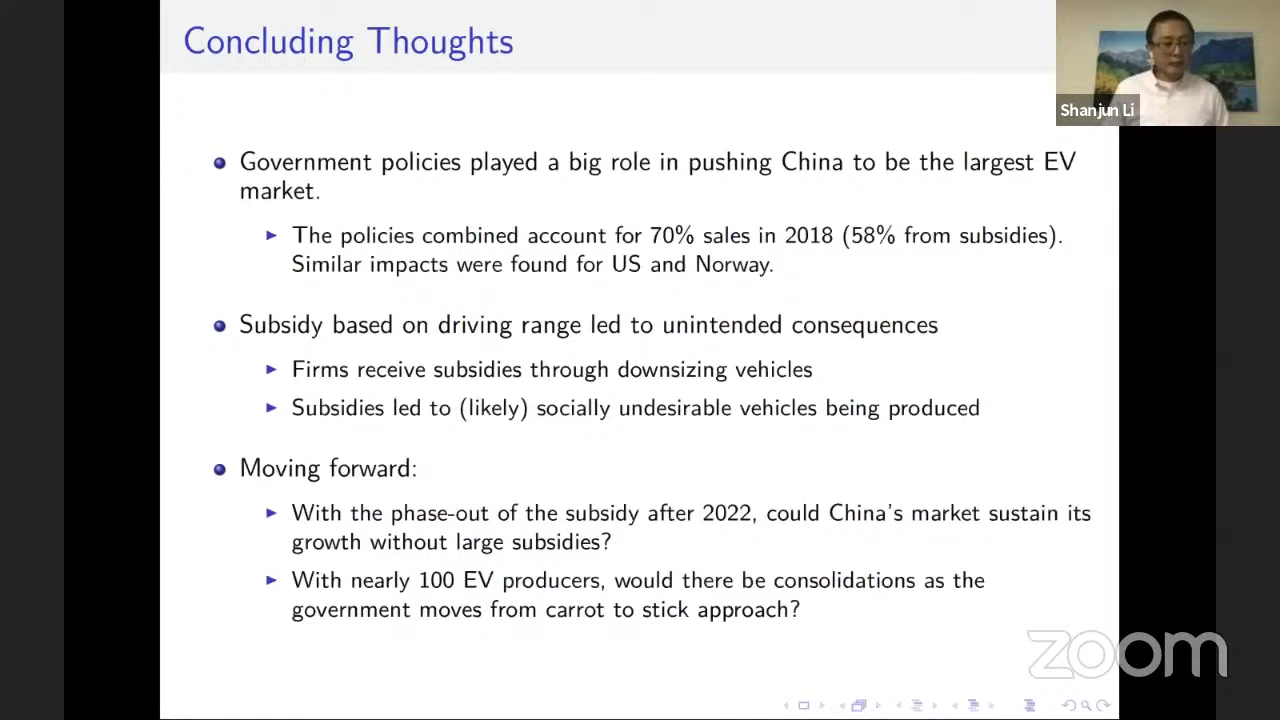 Concluding Thoughts
Shanjun Li
Government policies played a big role in pushing China to be the largest EV
market.
The policies combined account for 70% sales in 2018 (58% from subsidies).
Similar impacts were found for US and Norway.
Subsidy based on driving range led to unintended consequences
Firms receive subsidies through downsizing vehicles
Subsidies led to (likely) socially undesirable vehicles being produced
Moving forward:
With the phase-out of the subsidy after 2022, could China's market sustain its
growth without large subsidies?
With nearly 100 EV producers, would there be consolidations as the
government moves from carrot to stick approach?
zoom